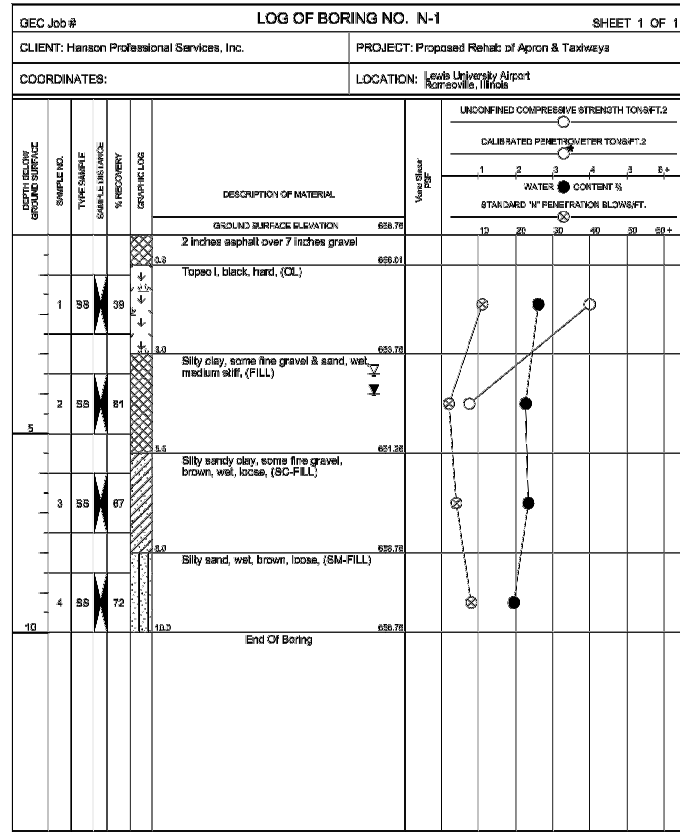 GEC Job #
LOG OF BORING NO. N-1
SHEET 1 OF 1
CLIENT: Hanson Professional Services, Inc.
PROJECT: Proposed Rehab of Apron & Taxiways
COORDINATES:
LOCATION: Lewis University Airport
Romeoville, Illinois
DEPTH BELOW
GROUND SURFACE
SAMPLE NO.
TYPE SAMPLE
SAMPLE DISTANCE
% RECOVERY
GRAPHIC LOG
DESCRIPTION OF MATERIAL
Vane Shear
PSF
UNCONFINED COMPRESSIVE STRENGTH TONS/FT.2
CALIBRATED PENETROMETER TONS/FT.2
1 2 3 4 5 6+
WATER CONTENT %
STANDARD "N" PENETRATION BLOWS/FT.
10 20 30 40 50 60+
GROUND SURFACE ELEVATION
2 inches asphalt over 7 inches gravel
Topsoil, black, hard, (OL)
1 SS 39
3.0
Silty clay, some fine gravel & sand, wet,
medium stiff, (FILL)
2 SS 81
5
Silty sandy clay, some fine gravel,
brown, wet, loose, (SC-FILL)
3 SS 67
8.0
Silty sand, wet, brown, loose, (SM-FILL)
4 SS 72
10
10.0
End Of Boring